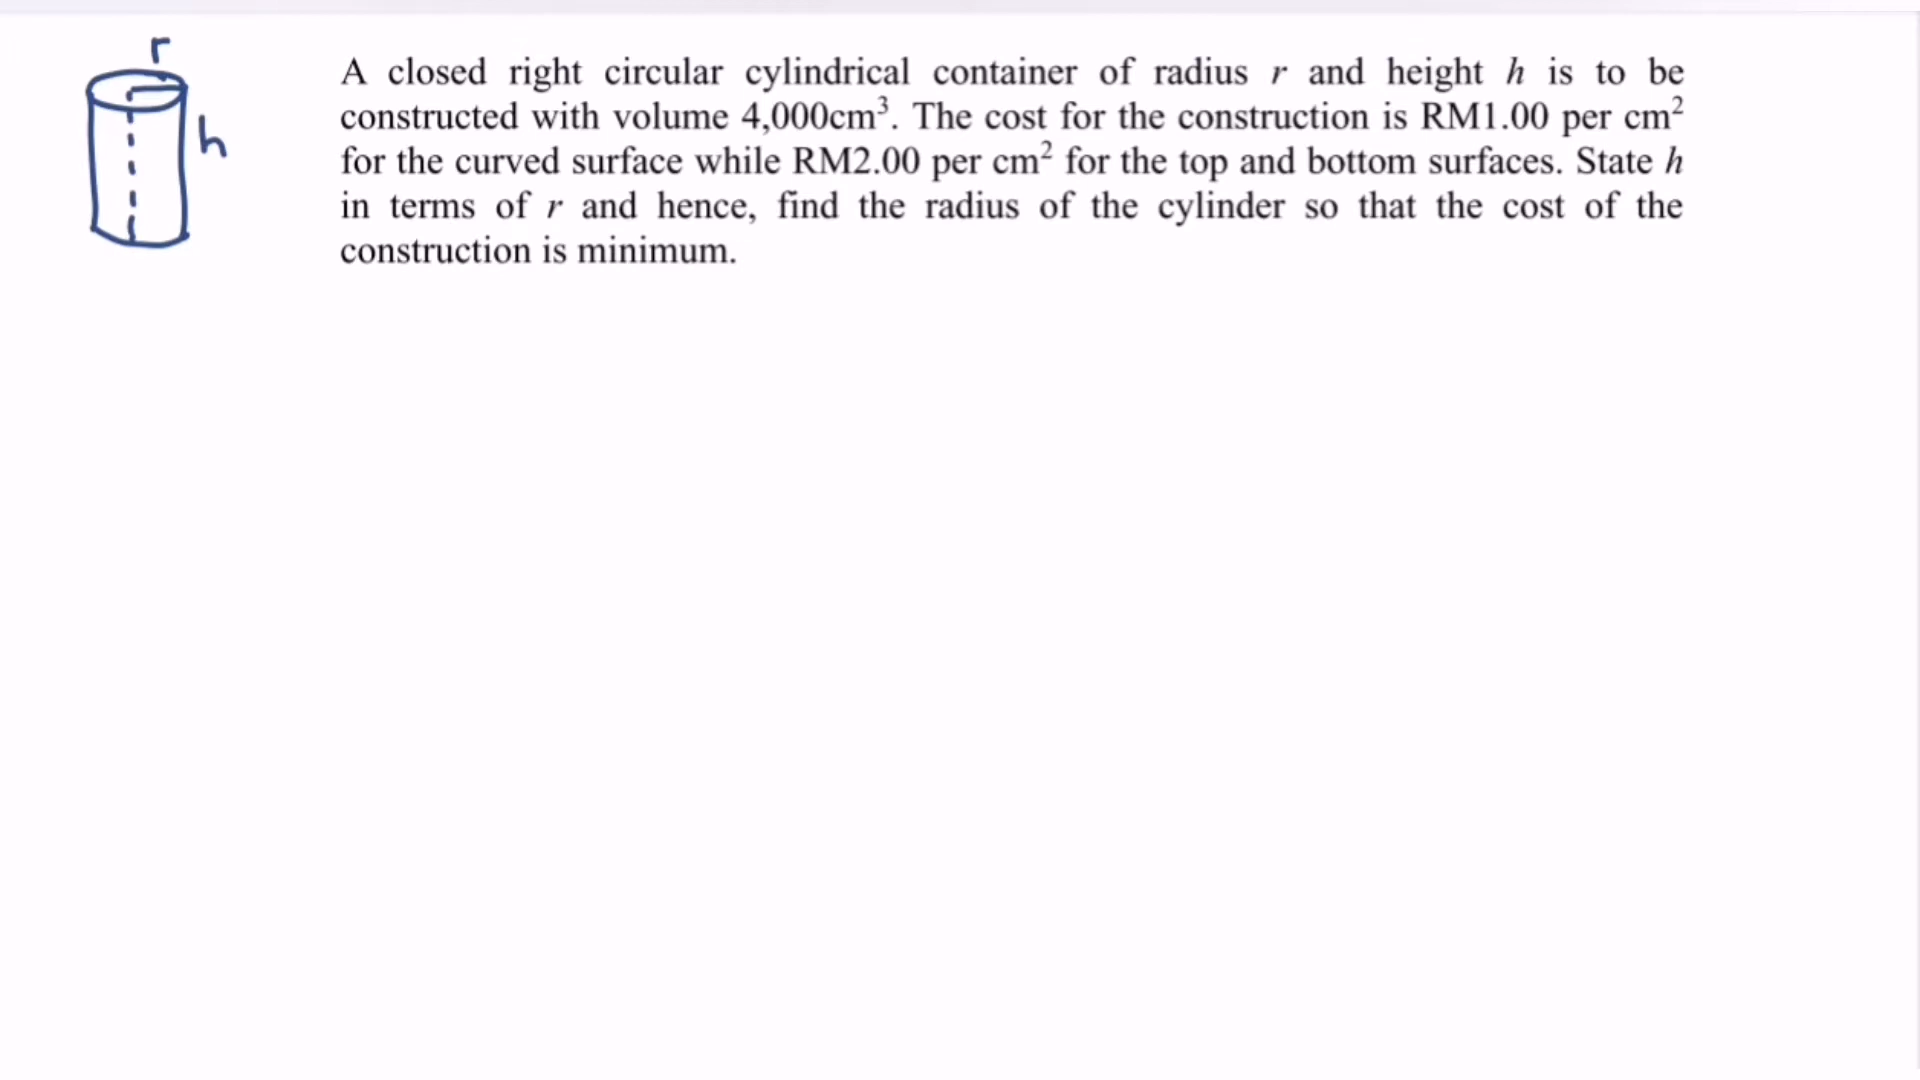 r
h
A closed right circular cylindrical container of radius r and height h is to be
constructed with volume 4,000cm³. The cost for the construction is RM1.00 per cm²
for the curved surface while RM2.00 per cm² for the top and bottom surfaces. State h
in terms of r and hence, find the radius of the cylinder so that the cost of the
construction is minimum.